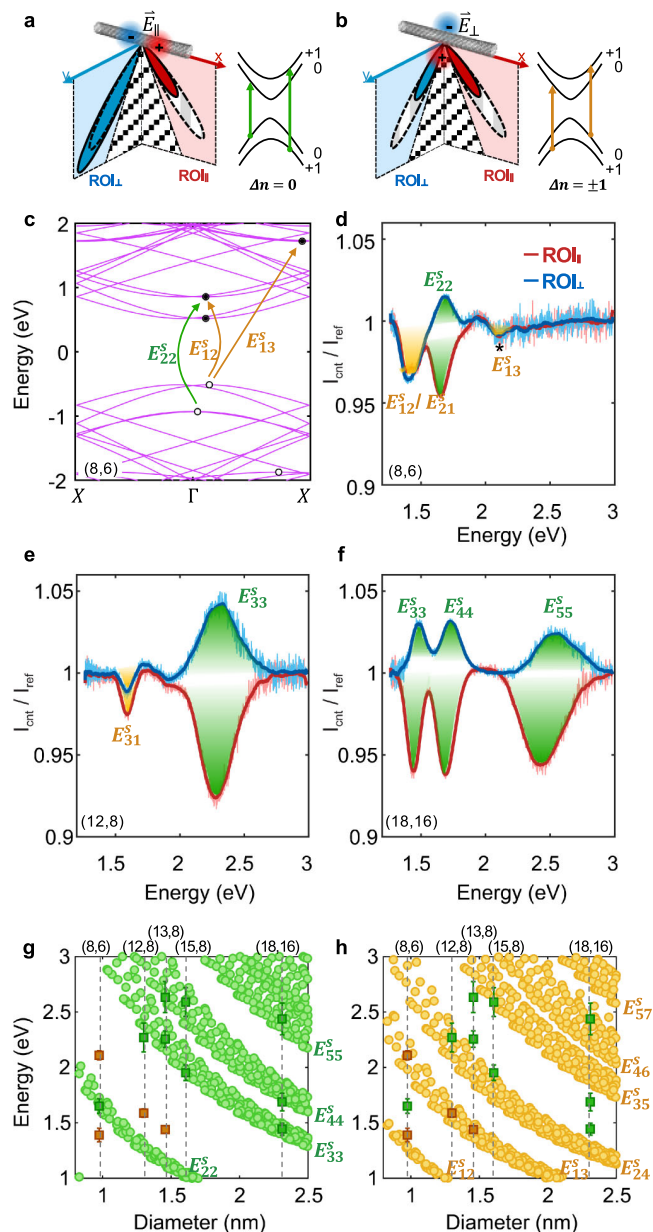 a
E∥
-
+
y
x
ROI⊥
ROI∥
+1
0
0
+1
Δn = 0
b
E⊥
-
+
y
x
ROI⊥
ROI∥
+1
0
0
+1
Δn = ±1
c
Energy (eV)
2
1
0
-1
-2
E^s_22
E^s_12
E^s_13
(8,6)
X
Γ
X
d
I_cnt / I_ref
1.05
1
0.95
0.9
ROI∥
ROI⊥
E^s_22
*
E^s_13
E^s_12/ E^s_21
(8,6)
1.5
2
2.5
3
Energy (eV)
e
I_cnt / I_ref
1.05
1
0.95
0.9
E^s_33
E^s_31
(12,8)
1.5
2
2.5
3
Energy (eV)
f
I_cnt / I_ref
1.05
1
0.95
0.9
E^s_33
E^s_44
E^s_55
(18,16)
1.5
2
2.5
3
Energy (eV)
g
(8,6)
(12,8)
(13,8)
(15,8)
(18,16)
Energy (eV)
3
2.5
2
1.5
1
E^s_55
E^s_44
E^s_33
E^s_22
1
1.5
2
2.5
Diameter (nm)
h
(8,6)
(12,8)
(13,8)
(15,8)
(18,16)
Energy (eV)
3
2.5
2
1.5
1
E^s_57
E^s_46
E^s_35
E^s_24
E^s_12
E^s_13
1
1.5
2
2.5
Diameter (nm)